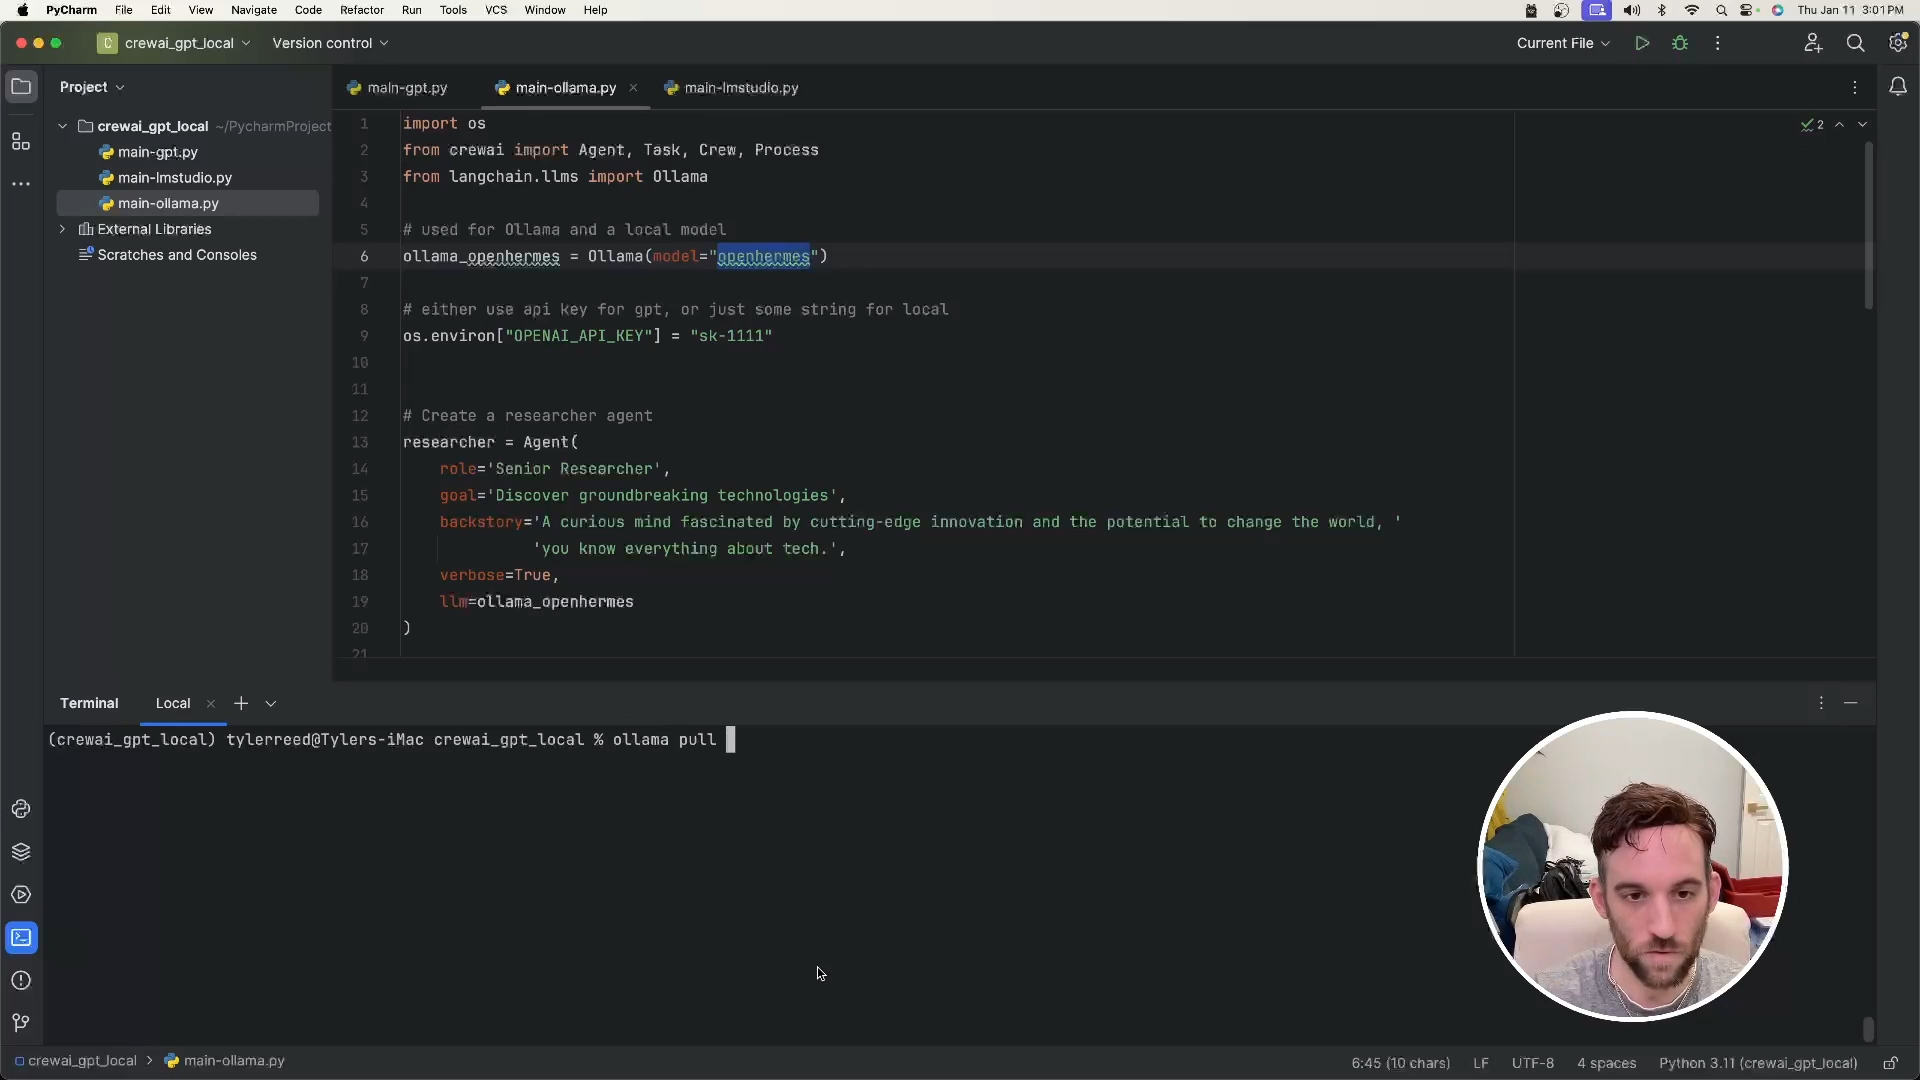 PyCharm File Edit View Navigate Code Refactor Run Tools VCS Window Help Thu Jan 11 3:01 PM
C crewai_gpt_local Version control Current File
Project main-gpt.py main-ollama.py main-lmstudio.py
crewai_gpt_local ~/PycharmProject
main-gpt.py
main-lmstudio.py
main-ollama.py
External Libraries
Scratches and Consoles
2
1 import os
2 from crewai import Agent, Task, Crew, Process
3 from langchain.llms import Ollama
4
5 # used for Ollama and a local model
6 ollama_openhermes = Ollama(model="openhermes")
7
8 # either use api key for gpt, or just some string for local
9 os.environ["OPENAI_API_KEY"] = "sk-1111"
10
11
12 # Create a researcher agent
13 researcher = Agent(
14 role='Senior Researcher',
15 goal='Discover groundbreaking technologies',
16 backstory='A curious mind fascinated by cutting-edge innovation and the potential to change the world, '
17 'you know everything about tech.',
18 verbose=True,
19 llm=ollama_openhermes
20 )
21
Terminal Local
(crewai_gpt_local) tylerreed@Tylers-iMac crewai_gpt_local % ollama pull
crewai_gpt_local > main-ollama.py 6:45 (10 chars) LF UTF-8 4 spaces Python 3.11 (crewai_gpt_local)